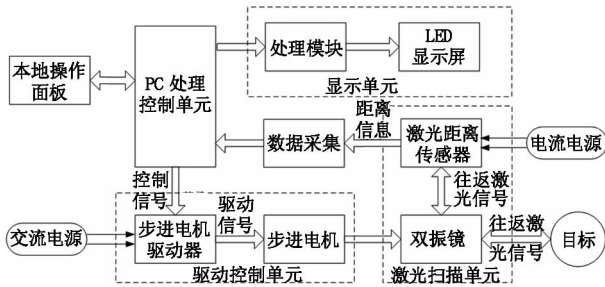 本地操作
面板
PC 处理
控制单元
处理模块
LED
显示屏
显示单元
距离
信息
数据采集
激光距离
传感器
电流电源
控制
信号
往返激
光信号
交流电源
步进电机
驱动器
驱动
信号
步进电机
双振镜
往返激
光信号
目标
驱动控制单元
激光扫描单元